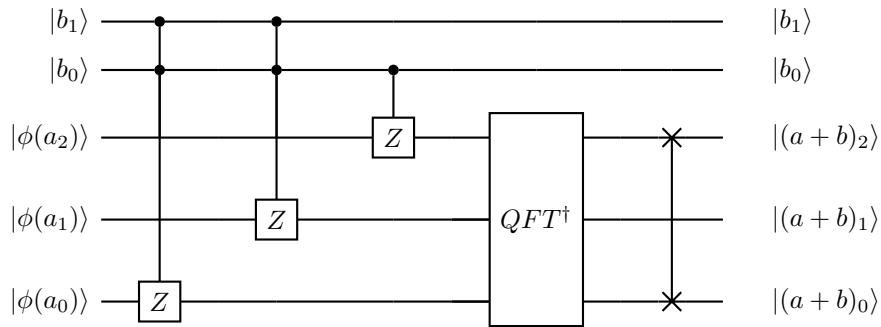 |b₁⟩ |b₁⟩
|b₀⟩ |b₀⟩
|ϕ(a₂)⟩ Z |(a + b)₂⟩
|ϕ(a₁)⟩ Z QFT† |(a + b)₁⟩
|ϕ(a₀)⟩ Z |(a + b)₀⟩